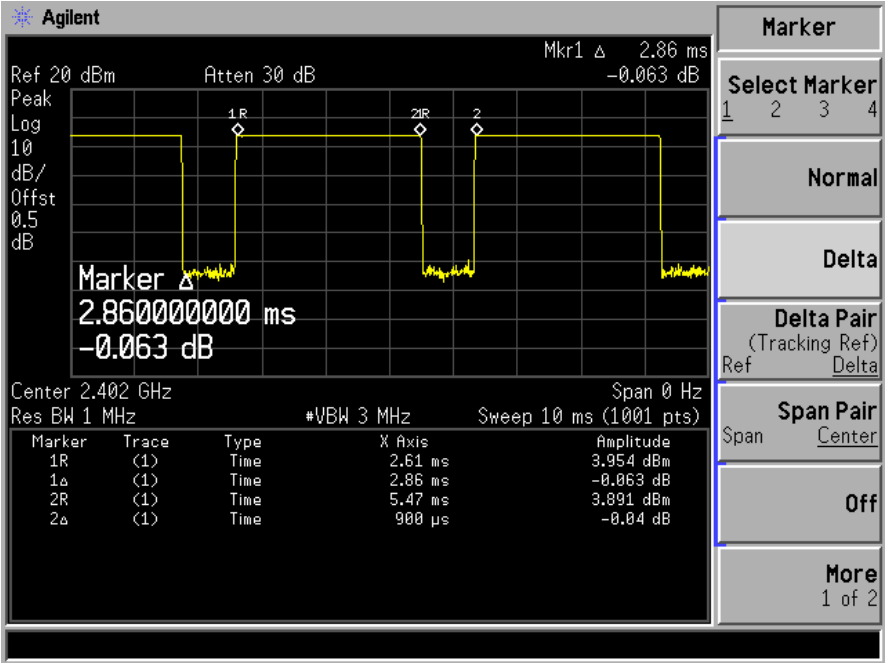 Agilent
Mkr1 Δ 2.86 ms
Ref 20 dBm Atten 30 dB -0.063 dB
Peak
Log
10
dB/
Offst
0.5
dB
1R 2 1R 2
Marker Δ
2.860000000 ms
-0.063 dB
Center 2.402 GHz Span 0 Hz
Res BW 1 MHz #VBW 3 MHz Sweep 10 ms (1001 pts)
Marker Trace Type X Axis Amplitude
1R (1) Time 2.61 ms 3.954 dBm
1Δ (1) Time 2.86 ms -0.063 dB
2R (1) Time 5.47 ms 3.891 dBm
2Δ (1) Time 900 µs -0.04 dB
Marker
Select Marker
1 2 3 4
Normal
Delta
Delta Pair
(Tracking Ref)
Ref Delta
Span Pair
Span Center
Off
More
1 of 2